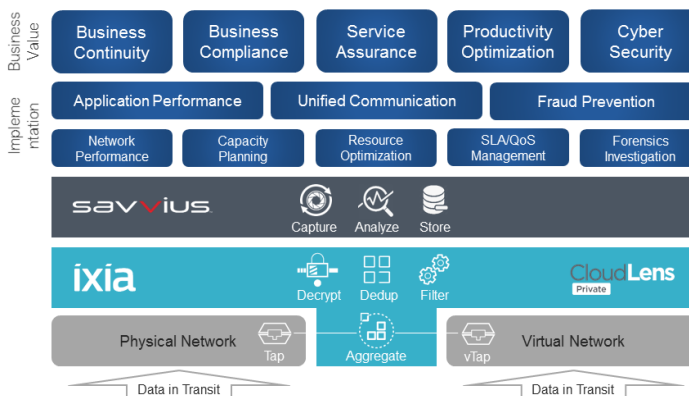 Business
Value
Business
Continuity
Business
Compliance
Service
Assurance
Productivity
Optimization
Cyber
Security
Impleme
ntation
Application Performance
Unified Communication
Fraud Prevention
Network
Performance
Capacity
Planning
Resource
Optimization
SLA/QoS
Management
Forensics
Investigation
savvius
Capture
Analyze
Store
ixia
Decrypt
Dedup
Filter
CloudLens
Private
Physical Network
Tap
Aggregate
vTap
Virtual Network
Data in Transit
Data in Transit